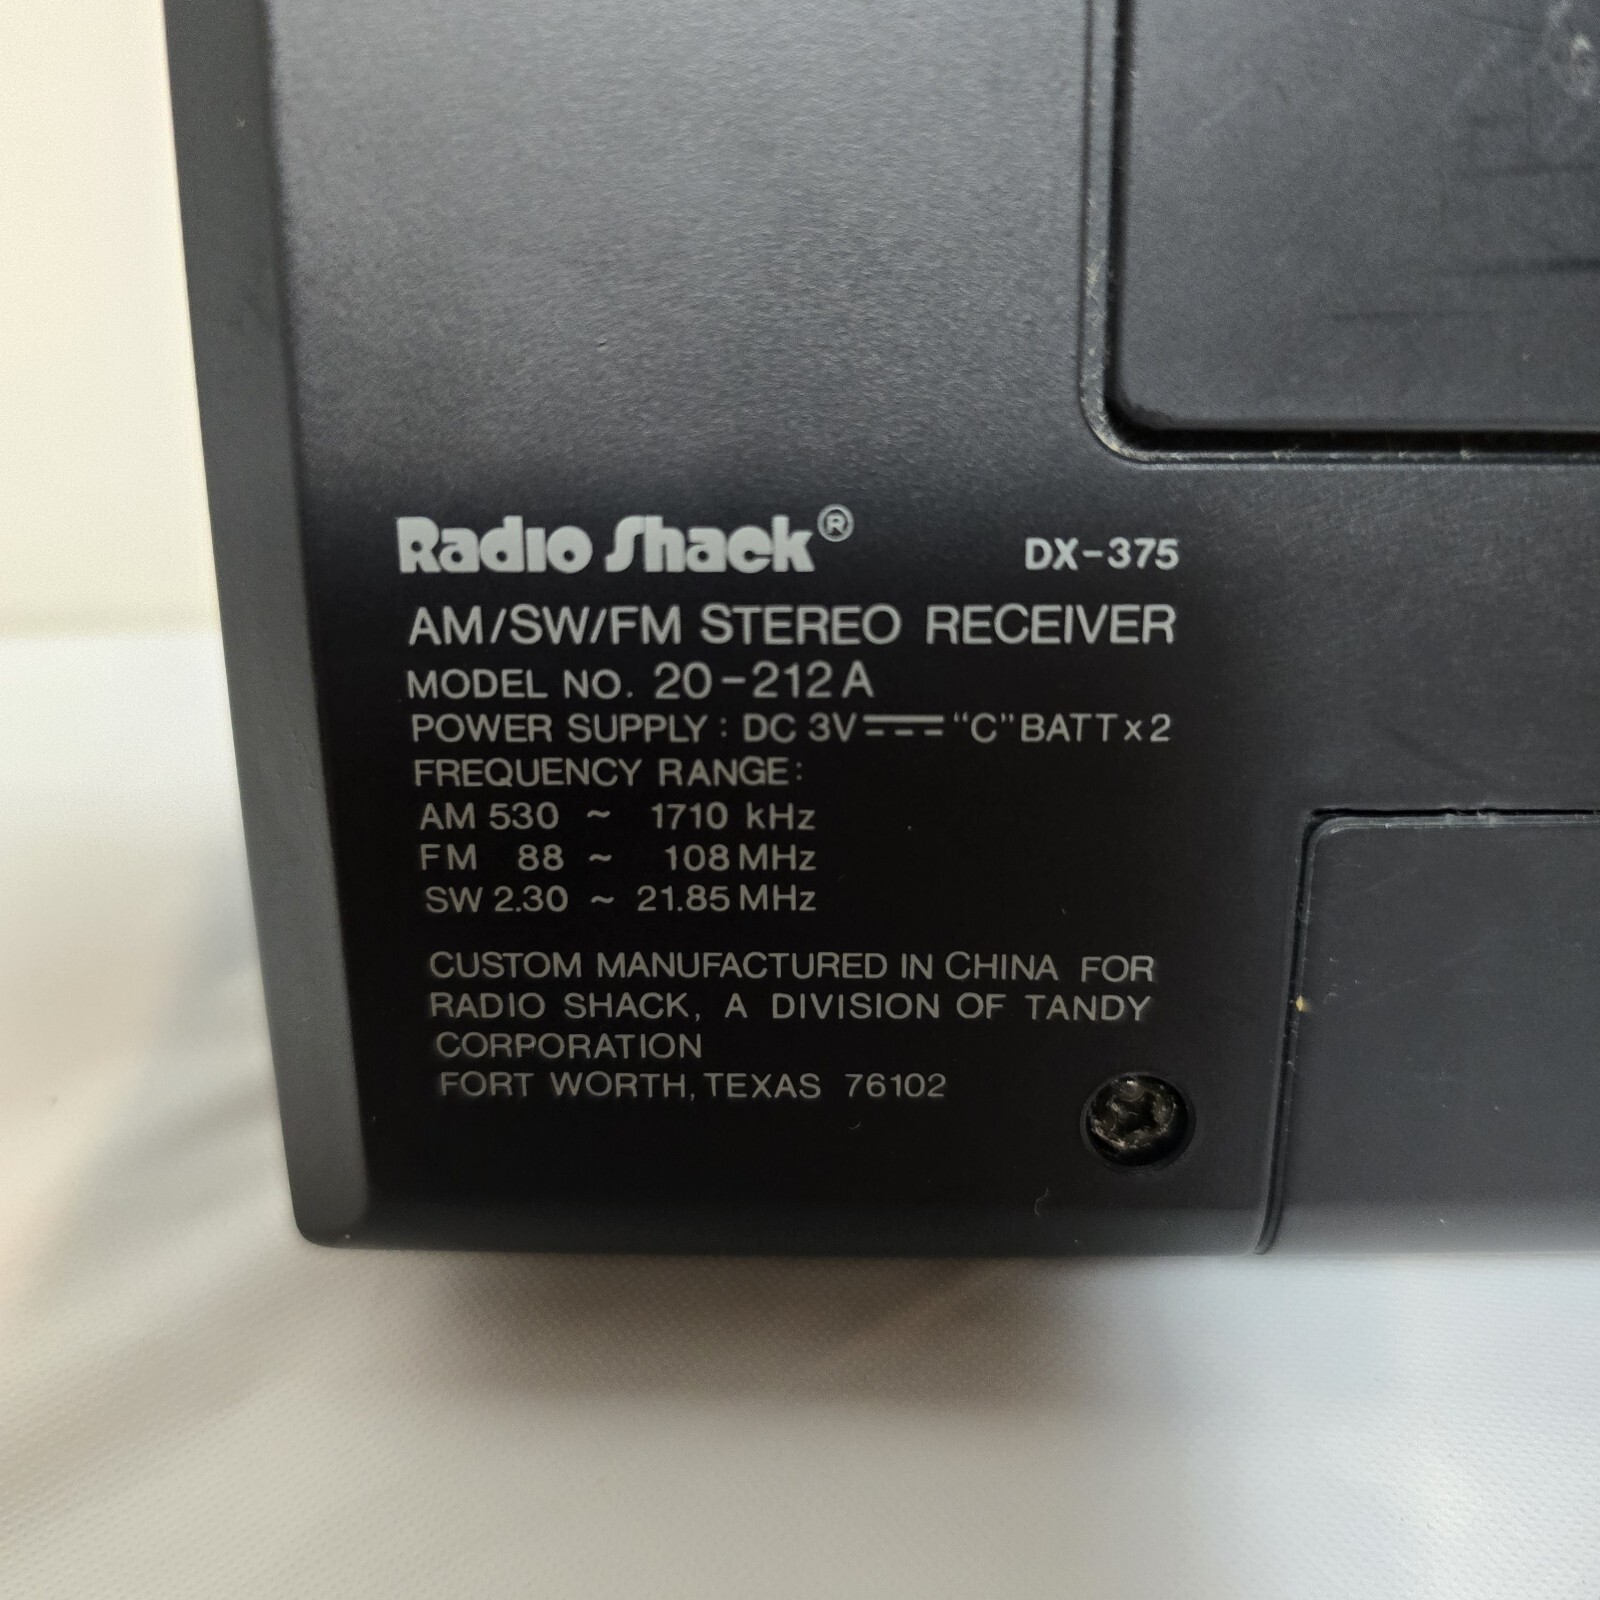 Radio Shack® DX-375
AM/SW/FM STEREO RECEIVER
MODEL NO. 20-212A
POWER SUPPLY : DC 3V⎓ "C" BATT x 2
FREQUENCY RANGE:
AM 530 ~ 1710 kHz
FM 88 ~ 108 MHz
SW 2.30 ~ 21.85 MHz
CUSTOM MANUFACTURED IN CHINA FOR
RADIO SHACK, A DIVISION OF TANDY
CORPORATION
FORT WORTH, TEXAS 76102